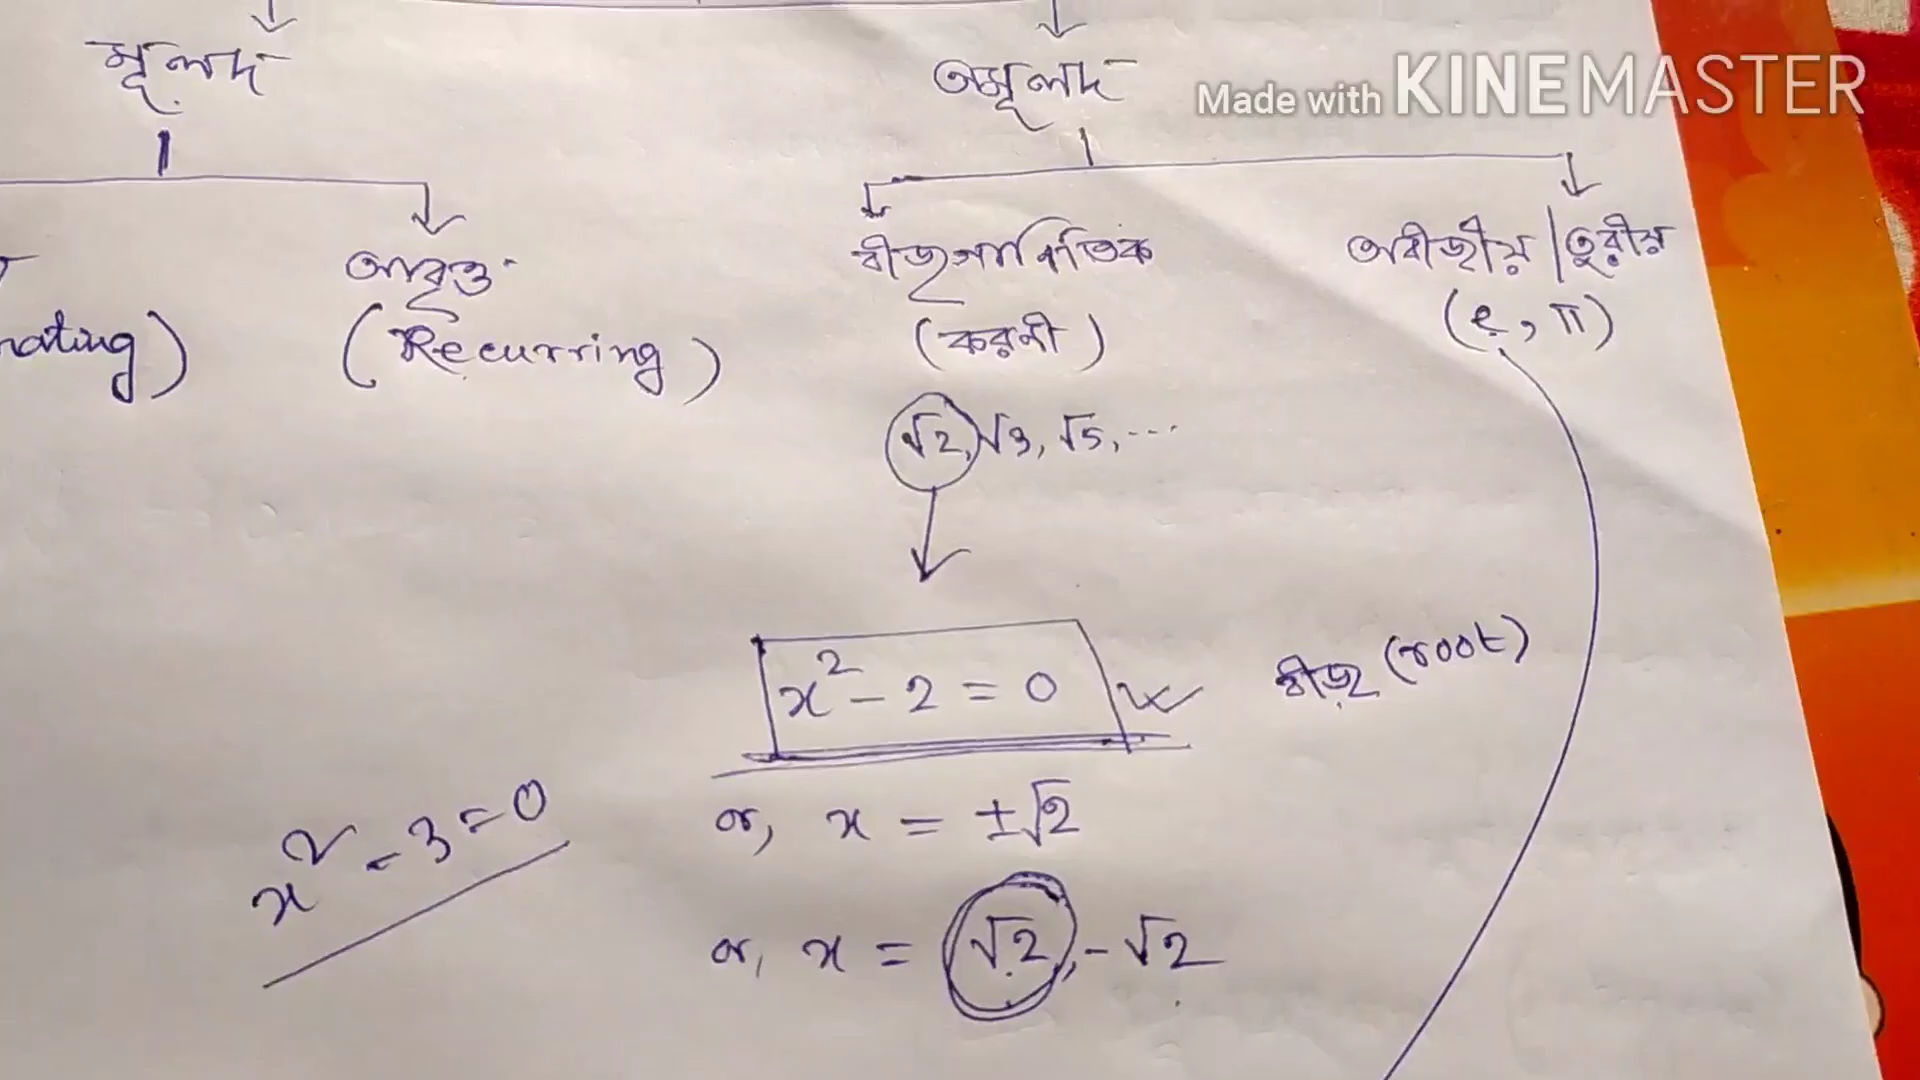 মূলদ
অমূলদ
Made with KINEMASTER
আবৃত্ত
(Recurring)
nating)
বীজগাণিতিক
(করণী)
অবীজীয় | তুরীয়
(e, π)
√2, √3, √5, ...
x² - 2 = 0
বীজ (root)
or, x = ±√2
x² - 3 = 0
or, x = √2, - √2